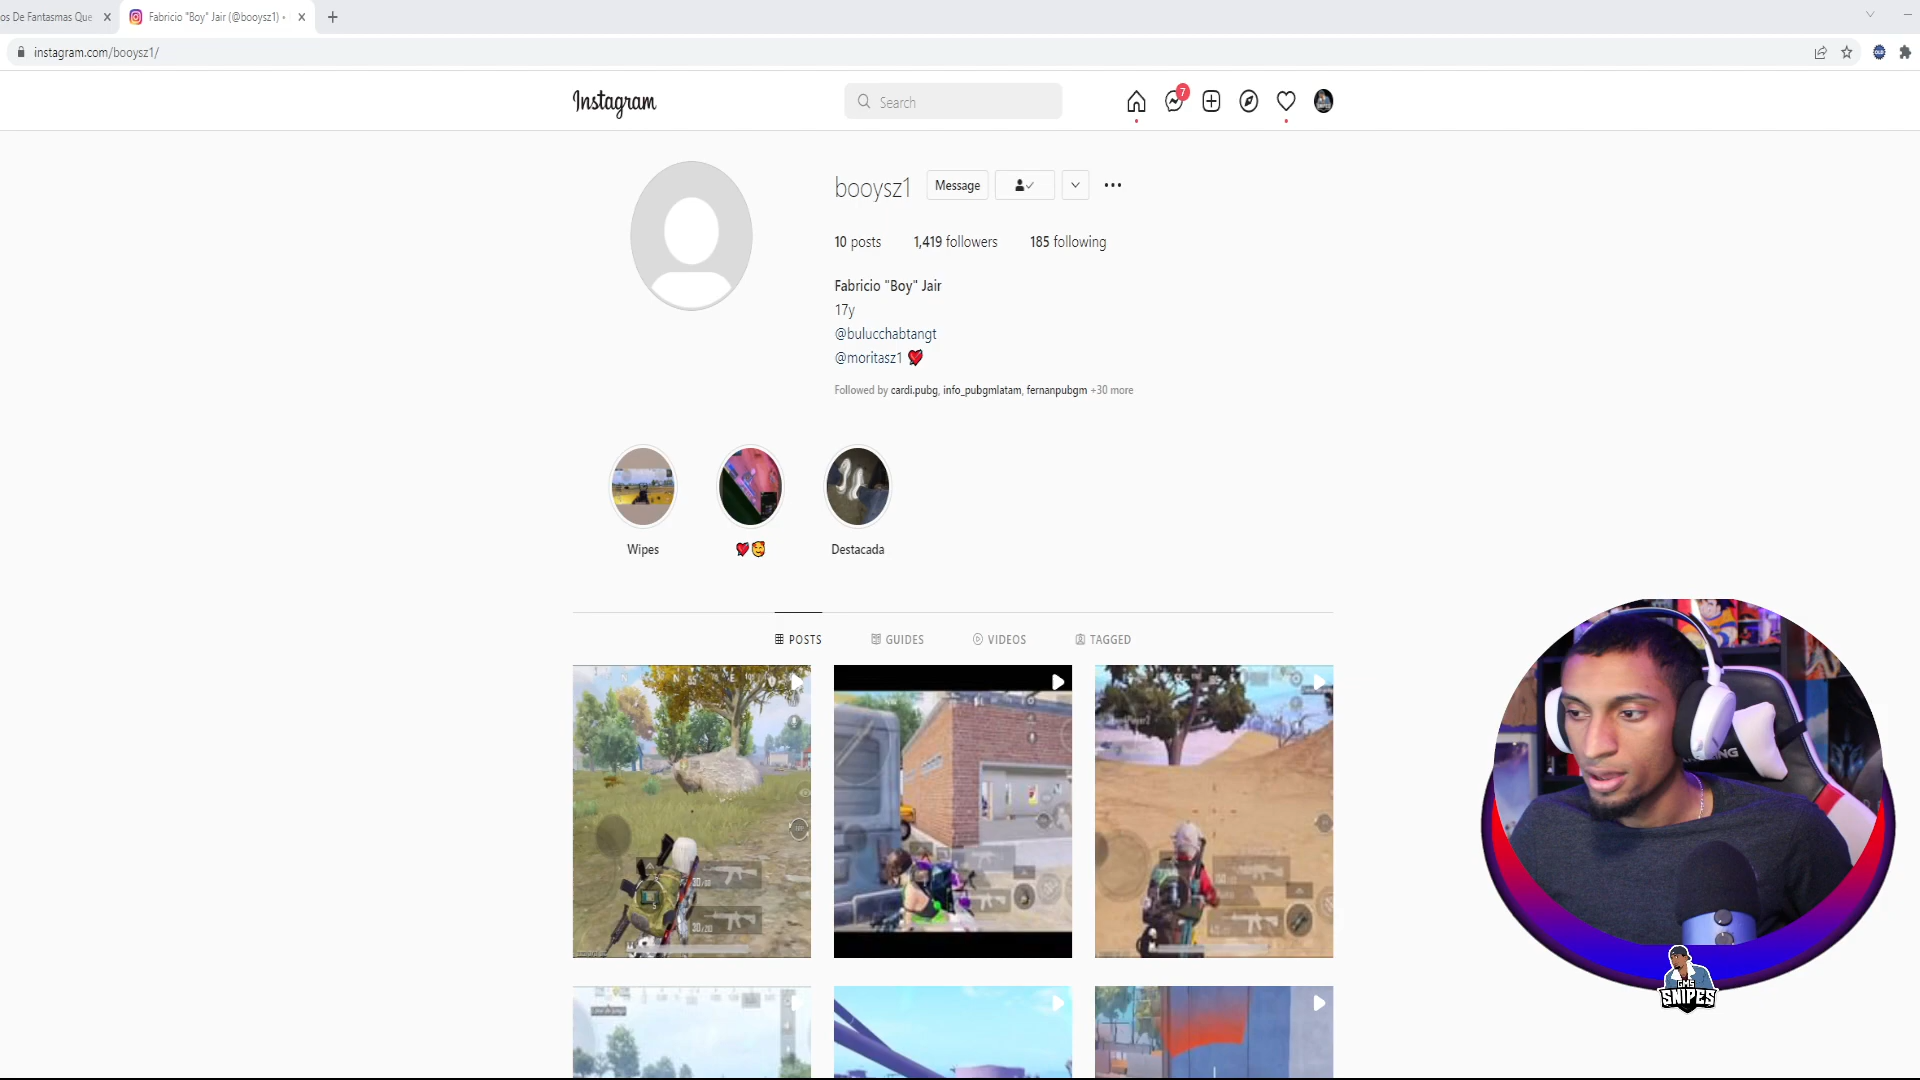 os De Fantasmas Que
Fabricio "Boy" Jair (@booysz1) •
instagram.com/booysz1/
Instagram
Search
7
booysz1
Message
10 posts
1,419 followers
185 following
Fabricio "Boy" Jair
17y
@bulucchabtangt
@moritasz1
Followed by cardi.pubg, info_pubgmlatam, fernanpubgm +30 more
Wipes
Destacada
POSTS
GUIDES
VIDEOS
TAGGED
GMS
SNIPES